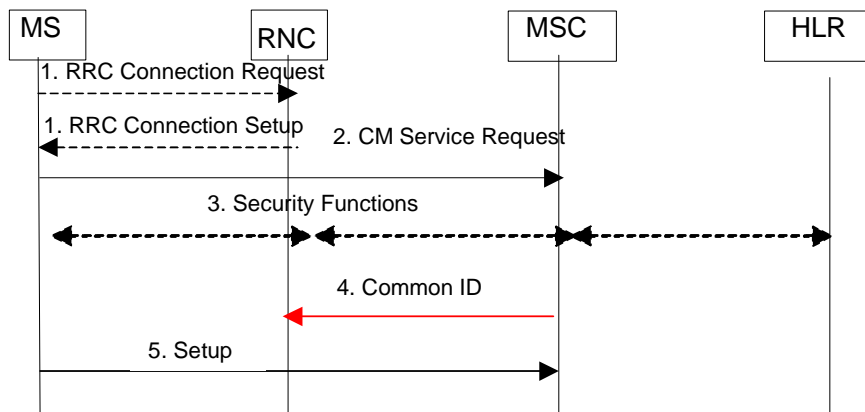 MS
RNC
MSC
HLR
1. RRC Connection Request
1. RRC Connection Setup
2. CM Service Request
3. Security Functions
4. Common ID
5. Setup